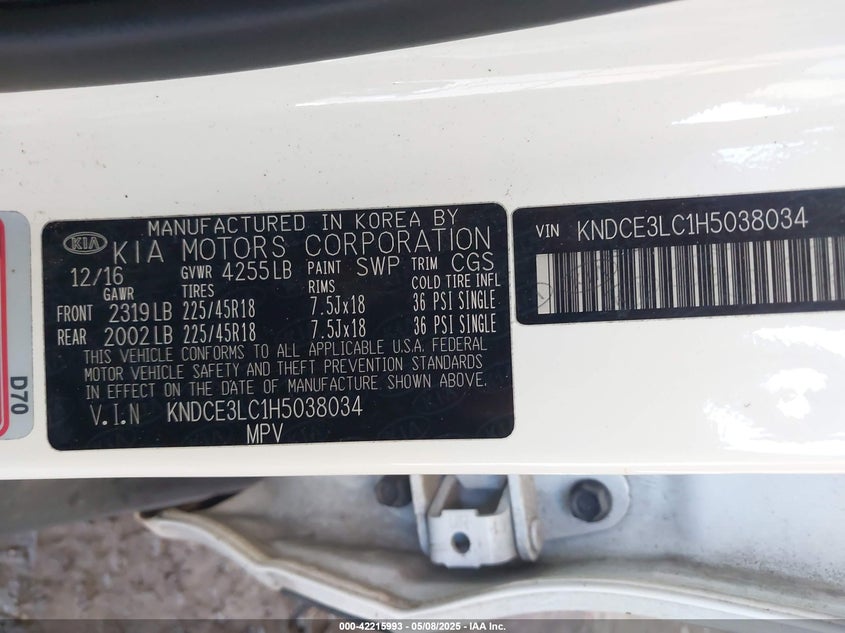 MANUFACTURED IN KOREA BY
KIA KIA MOTORS CORPORATION
12/16 GVWR 4255LB PAINT SWP TRIM CGS
GAWR TIRES RIMS COLD TIRE INFL
FRONT 2319LB 225/45R18 7.5Jx18 36 PSI SINGLE
REAR 2002LB 225/45R18 7.5Jx18 36 PSI SINGLE
THIS VEHICLE CONFORMS TO ALL APPLICABLE U.S.A. FEDERAL
MOTOR VEHICLE SAFETY AND THEFT PREVENTION STANDARDS
IN EFFECT ON THE DATE OF MANUFACTURE SHOWN ABOVE.
V.I.N KNDCE3LC1H5038034
MPV
VIN KNDCE3LC1H5038034
D70
000-42215993 - 05/08/2025 - IAA Inc.